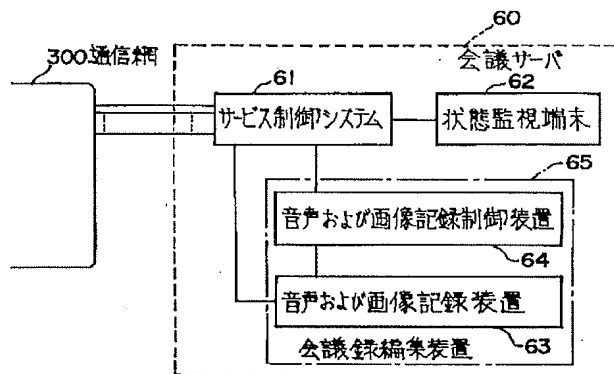 60
会議サーバ
300.通信網
61
サービス制御システム
62
状態監視端末
65
音声および画像記録制御装置
64
音声および画像記録装置
63
会議録編集装置